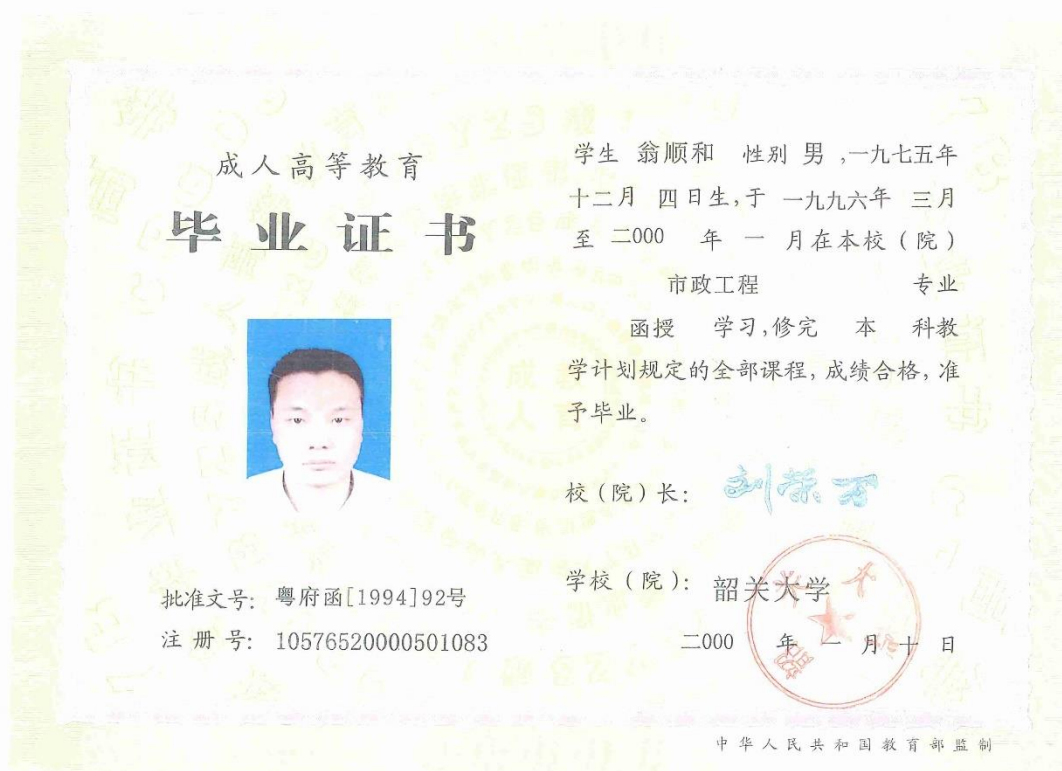 成人高等教育
毕业证书
批准文号: 粤府函[1994]92号
注册号: 10576520000501083
学生 翁顺和 性别 男 ,一九七五年
十二月 四日生,于 一九九六年 三月
至 二000 年 一 月在本校(院)
市政工程 专业
函授 学习,修完 本 科教
学计划规定的全部课程,成绩合格,准
予毕业。
校(院)长: 刘荣万
学校(院): 韶关大学
二000 年 一 月 十 日
中华人民共和国教育部监制